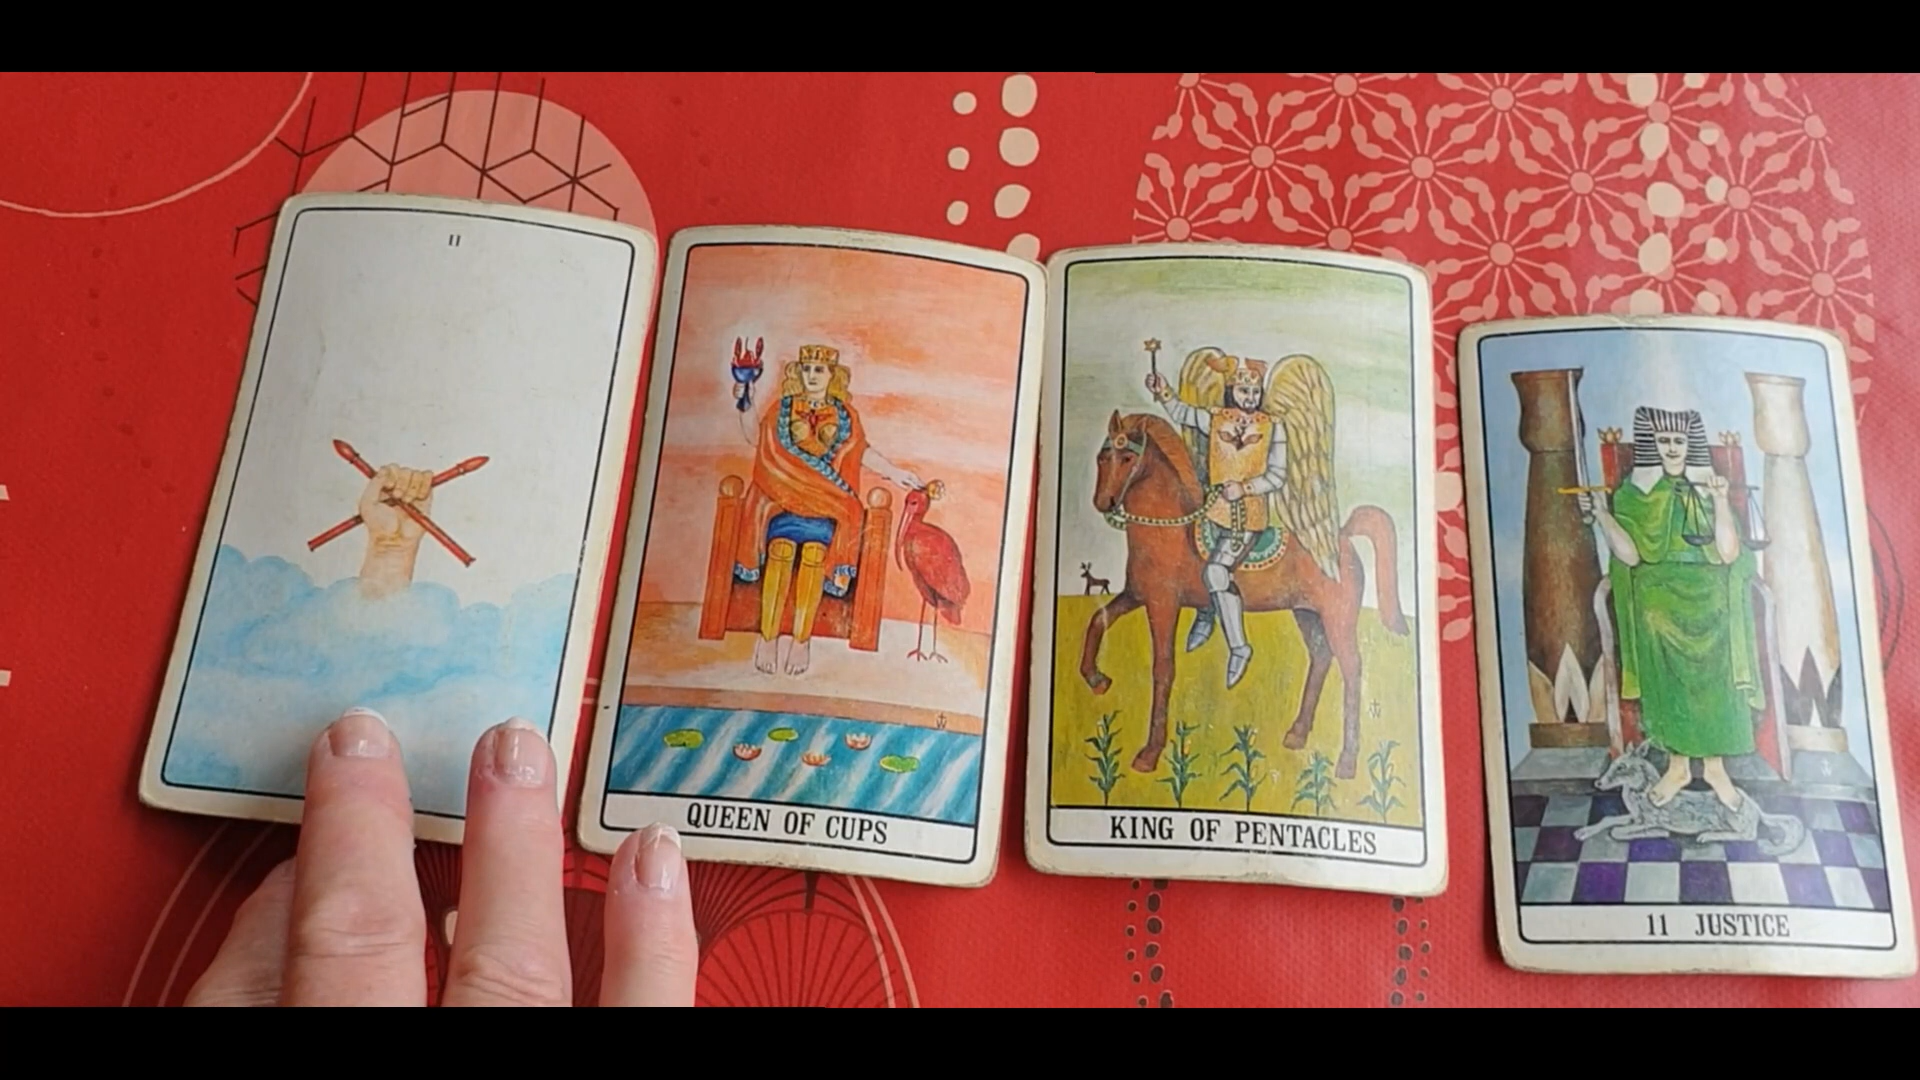 II
QUEEN OF CUPS
KING OF PENTACLES
11 JUSTICE